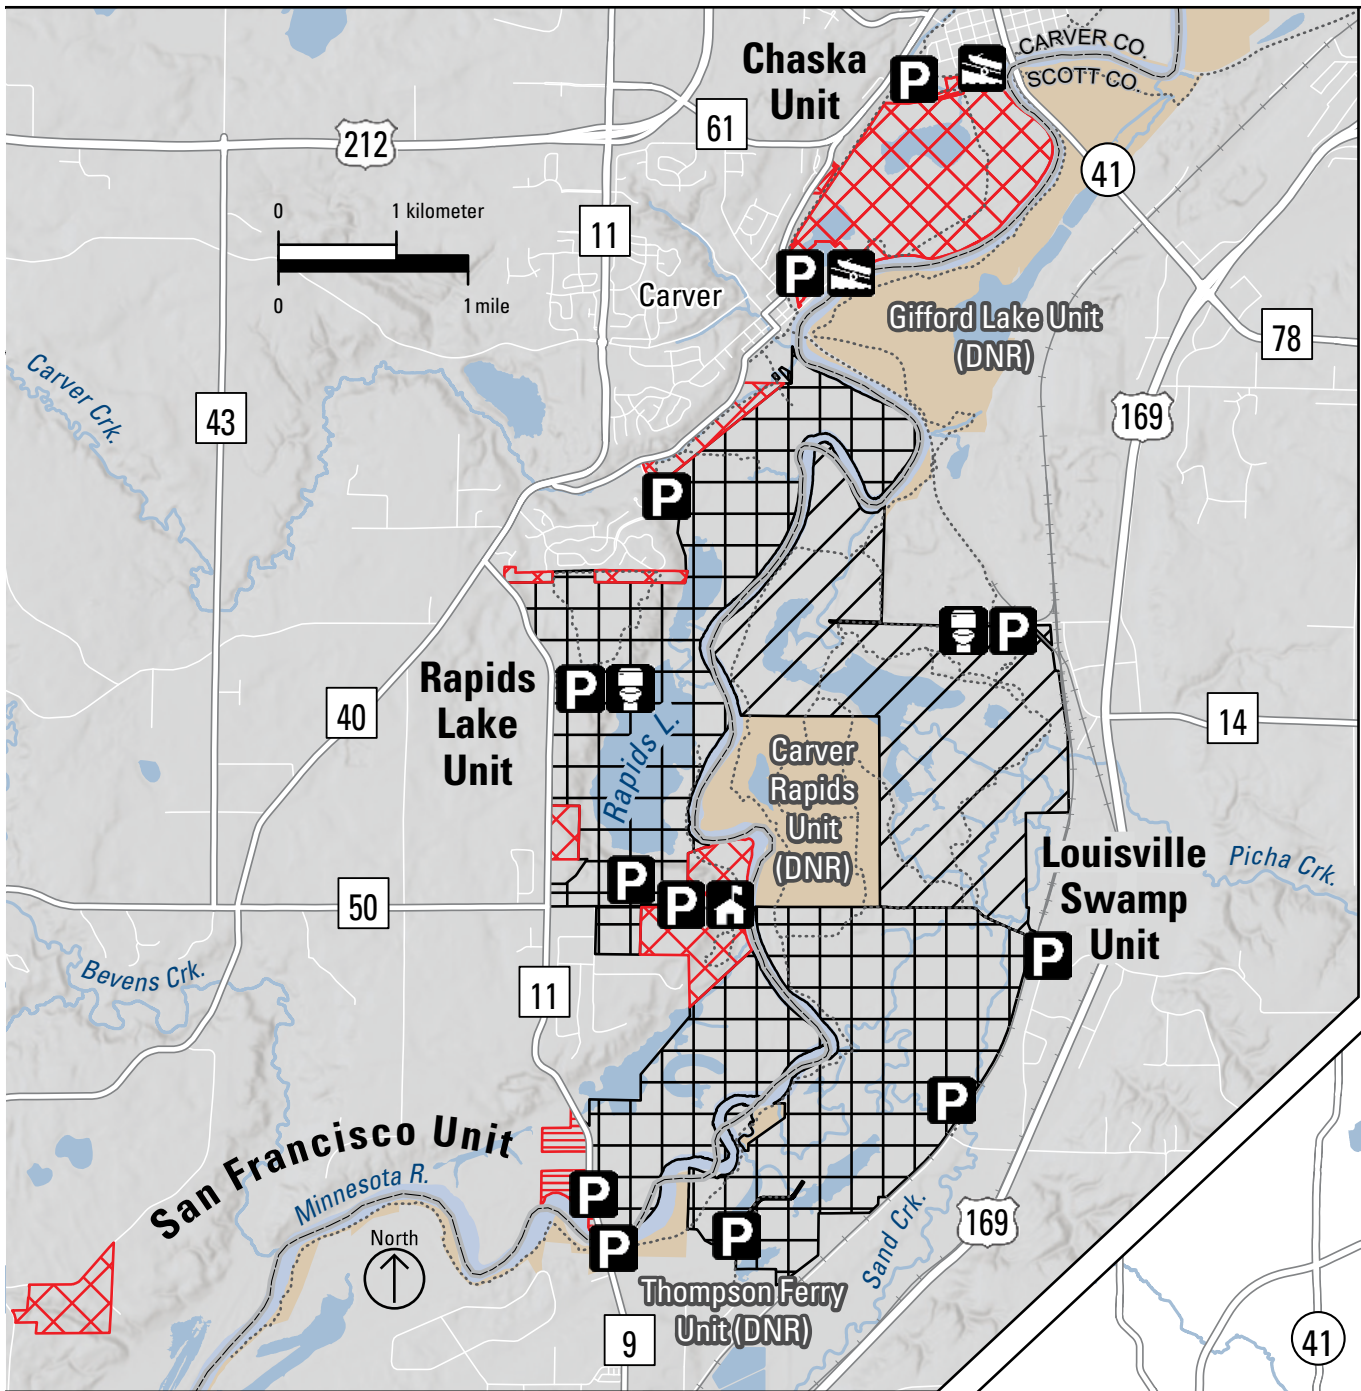 CARVER CO.
SCOTT CO.
Chaska
Unit
P
61
212
41
0
1 kilometer
0
1 mile
11
P
Carver
Gifford Lake Unit
(DNR)
78
Carver Crk.
43
169
P
P
Rapids
Lake
Unit
P
40
Rapids L.
14
Carver
Rapids
Unit
(DNR)
Louisville
Swamp
Unit
Picha Crk.
P
P
50
P
Bevens Crk.
11
P
San Francisco Unit
Minnesota R.
P
P
P
North
Sand Crk.
169
Thompson Ferry
Unit (DNR)
9
41